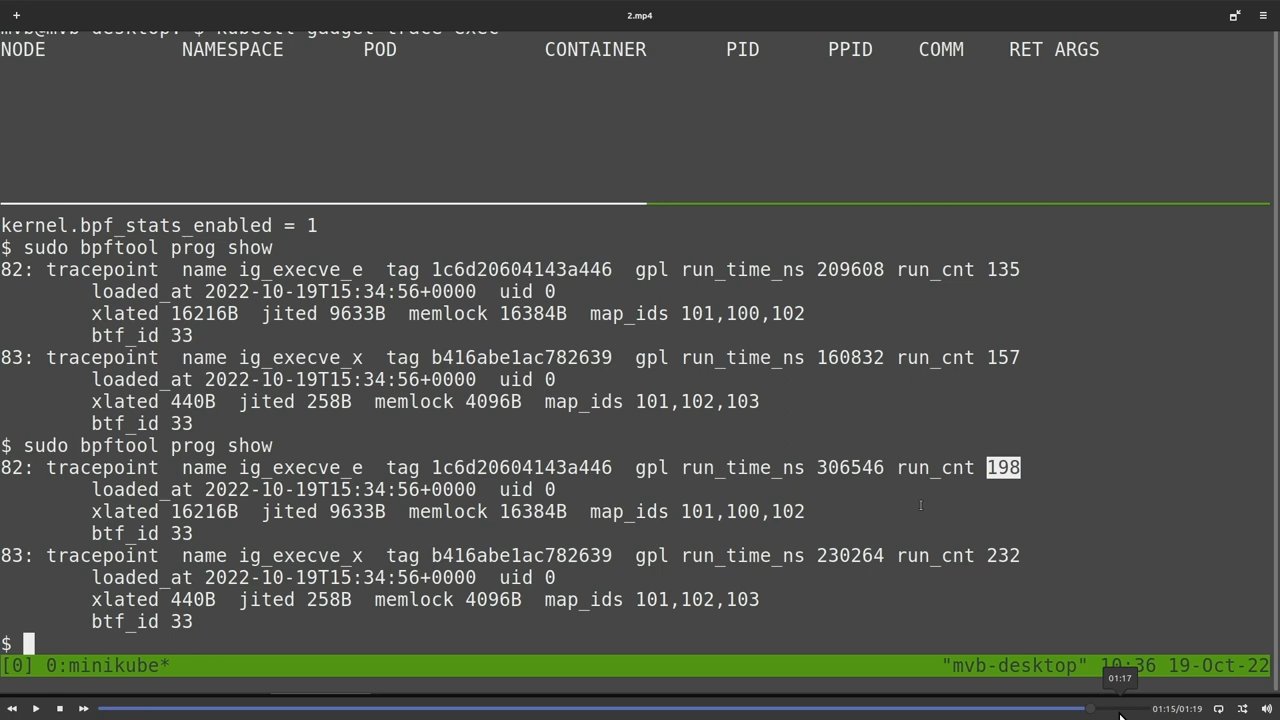 2.mp4
mvb@mvb-desktop:~$ kubectl gadget trace exec
NODE NAMESPACE POD CONTAINER PID PPID COMM RET ARGS
kernel.bpf_stats_enabled = 1
$ sudo bpftool prog show
82: tracepoint  name ig_execve_e  tag 1c6d20604143a446  gpl run_time_ns 209608 run_cnt 135
        loaded_at 2022-10-19T15:34:56+0000  uid 0
        xlated 16216B  jited 9633B  memlock 16384B  map_ids 101,100,102
        btf_id 33
83: tracepoint  name ig_execve_x  tag b416abe1ac782639  gpl run_time_ns 160832 run_cnt 157
        loaded_at 2022-10-19T15:34:56+0000  uid 0
        xlated 440B  jited 258B  memlock 4096B  map_ids 101,102,103
        btf_id 33
$ sudo bpftool prog show
82: tracepoint  name ig_execve_e  tag 1c6d20604143a446  gpl run_time_ns 306546 run_cnt 198
        loaded_at 2022-10-19T15:34:56+0000  uid 0
        xlated 16216B  jited 9633B  memlock 16384B  map_ids 101,100,102
        btf_id 33
83: tracepoint  name ig_execve_x  tag b416abe1ac782639  gpl run_time_ns 230264 run_cnt 232
        loaded_at 2022-10-19T15:34:56+0000  uid 0
        xlated 440B  jited 258B  memlock 4096B  map_ids 101,102,103
        btf_id 33
$
[0] 0:minikube* "mvb-desktop" 10:36 19-Oct-22
01:17
01:15/01:19